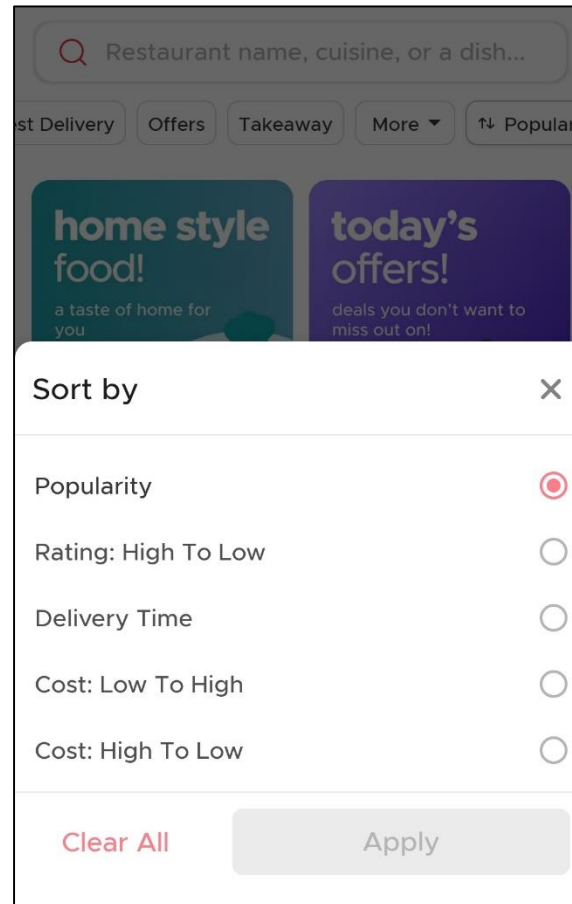 Restaurant name, cuisine, or a dish...
st Delivery Offers Takeaway More Popular
home style
food!
a taste of home for
you
today's
offers!
deals you don't want to
miss out on!
Sort by
Popularity
Rating: High To Low
Delivery Time
Cost: Low To High
Cost: High To Low
Clear All Apply